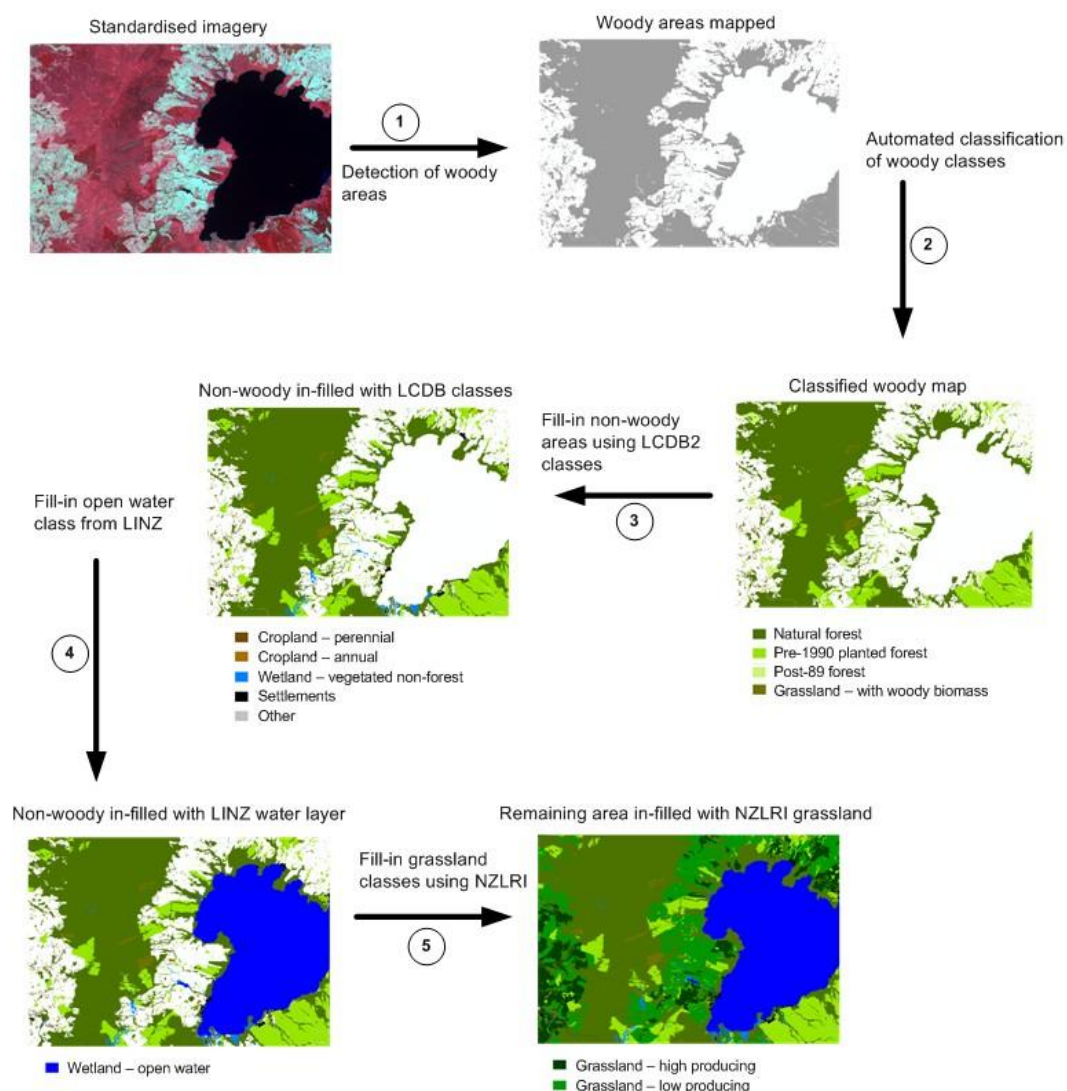 Standardised imagery
Woody areas mapped
1
Detection of woody
areas
Automated classification
of woody classes
2
Classified woody map
Natural forest
Pre-1990 planted forest
Post-89 forest
Grassland – with woody biomass
Fill-in non-woody
areas using LCDB2
classes
3
Non-woody in-filled with LCDB classes
Cropland – perennial
Cropland – annual
Wetland – vegetated non-forest
Settlements
Other
Fill-in open water
class from LINZ
4
Non-woody in-filled with LINZ water layer
Wetland – open water
Fill-in grassland
classes using NZLRI
5
Remaining area in-filled with NZLRI grassland
Grassland – high producing
Grassland – low producing